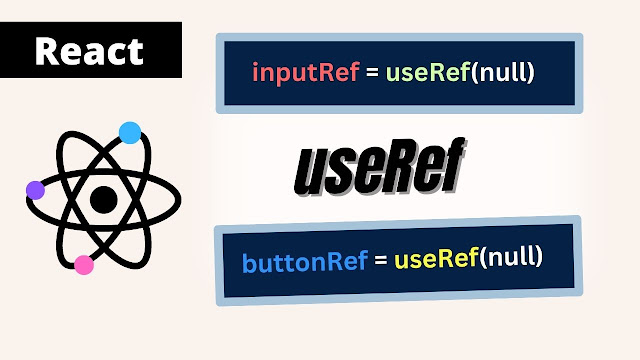 React
inputRef = useRef(null)
useRef
buttonRef = useRef(null)